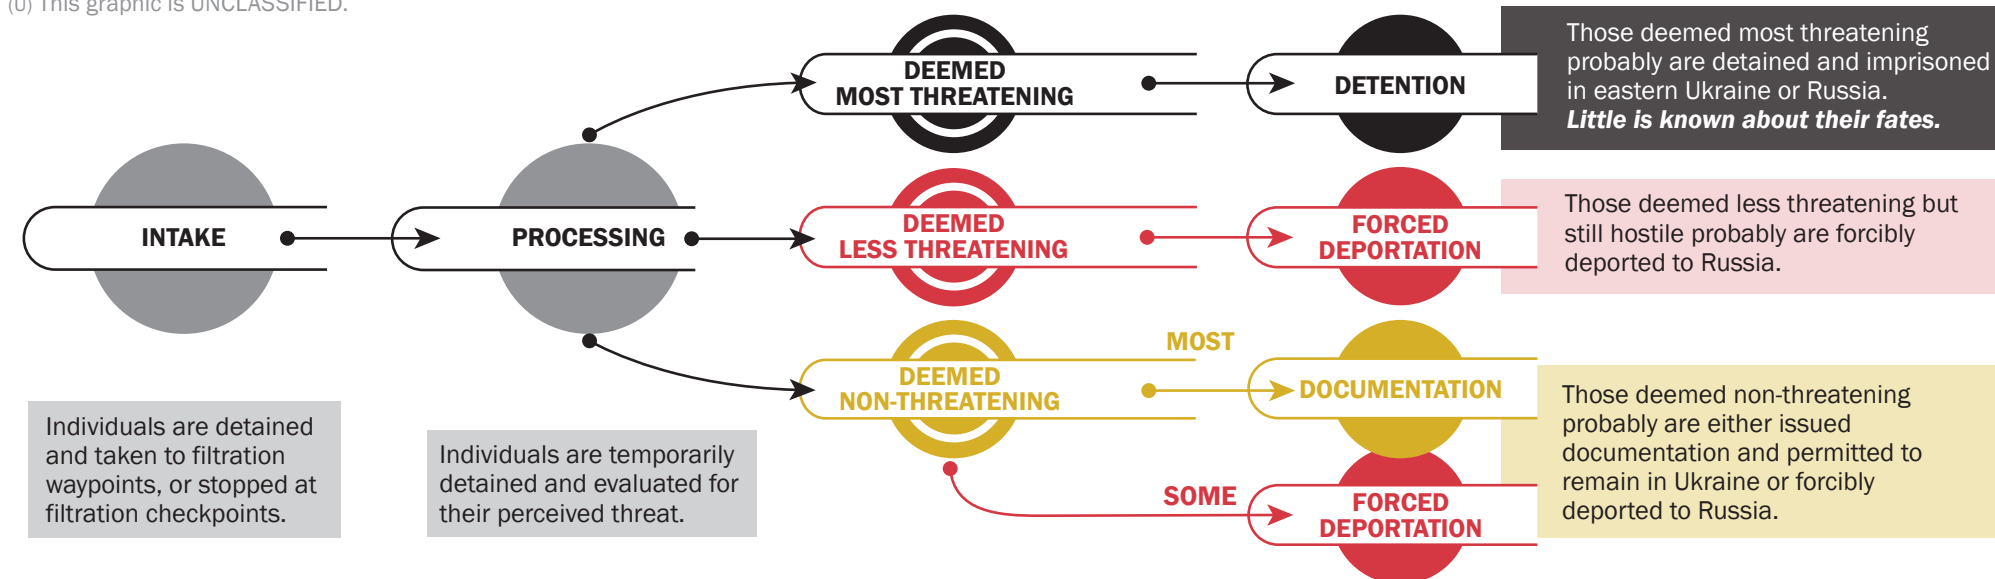 (U) This graphic is UNCLASSIFIED.
INTAKE
Individuals are detained
and taken to filtration
waypoints, or stopped at
filtration checkpoints.
PROCESSING
Individuals are temporarily
detained and evaluated for
their perceived threat.
DEEMED
MOST THREATENING
DETENTION
Those deemed most threatening
probably are detained and imprisoned
in eastern Ukraine or Russia.
Little is known about their fates.
DEEMED
LESS THREATENING
FORCED
DEPORTATION
Those deemed less threatening but
still hostile probably are forcibly
deported to Russia.
DEEMED
NON-THREATENING
MOST
DOCUMENTATION
SOME
FORCED
DEPORTATION
Those deemed non-threatening
probably are either issued
documentation and permitted to
remain in Ukraine or forcibly
deported to Russia.